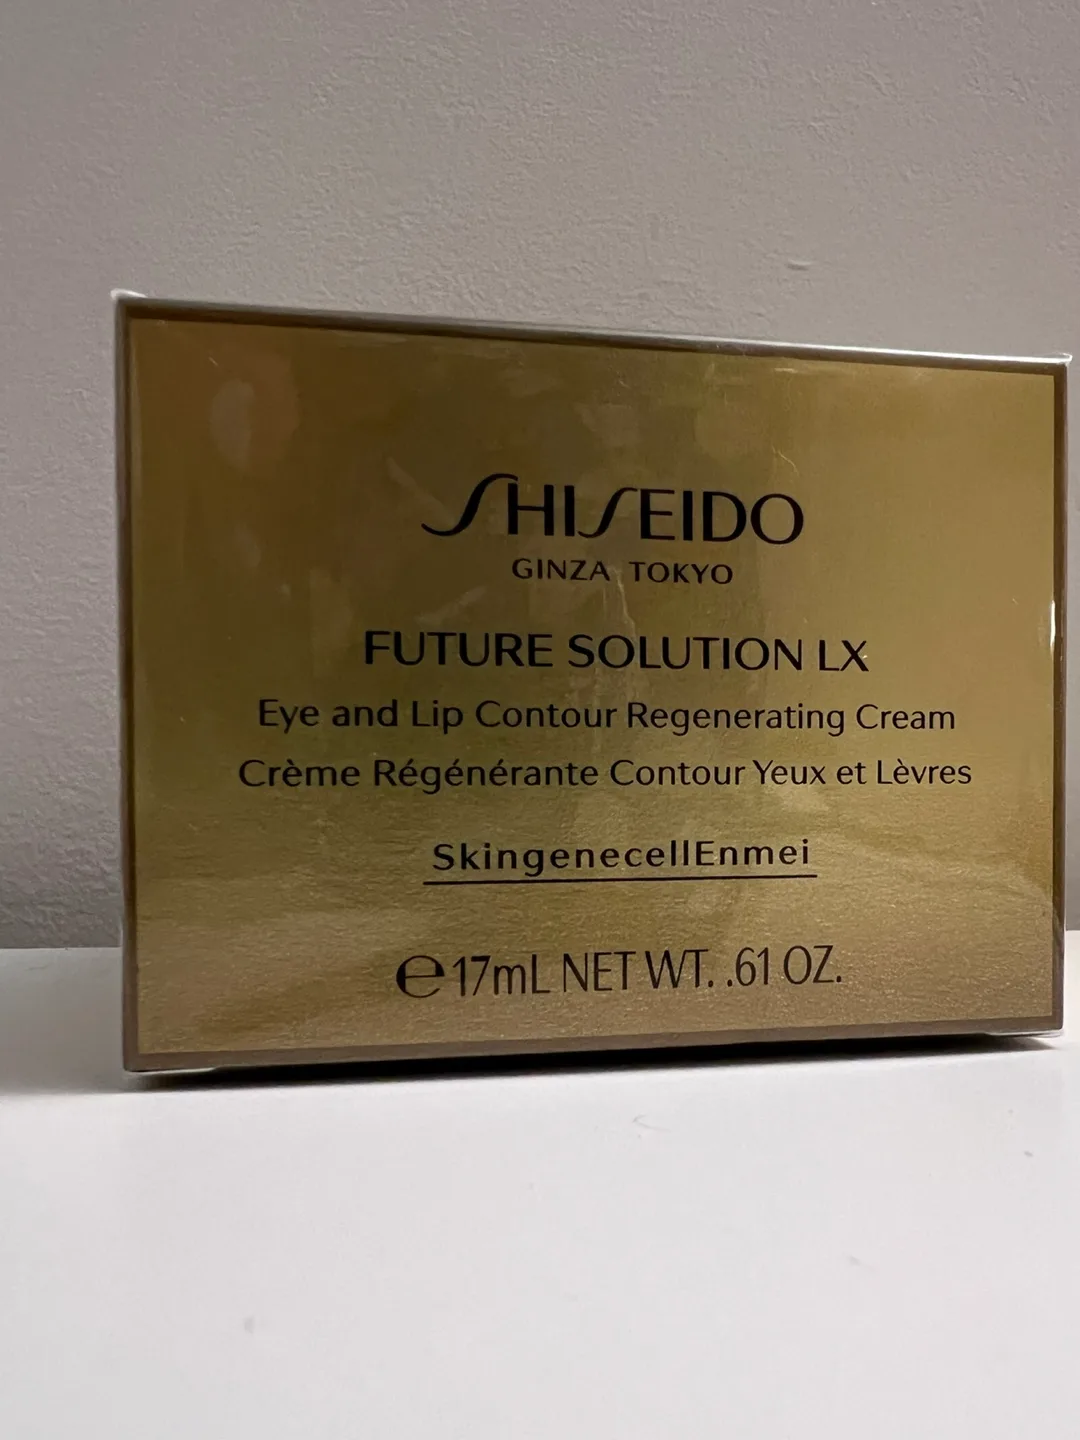 SHISEIDO
GINZA TOKYO
FUTURE SOLUTION LX
Eye and Lip Contour Regenerating Cream
Crème Régénérante Contour Yeux et Lèvres
SkingenecellEnmei
℮17mL NET WT. .61 OZ.